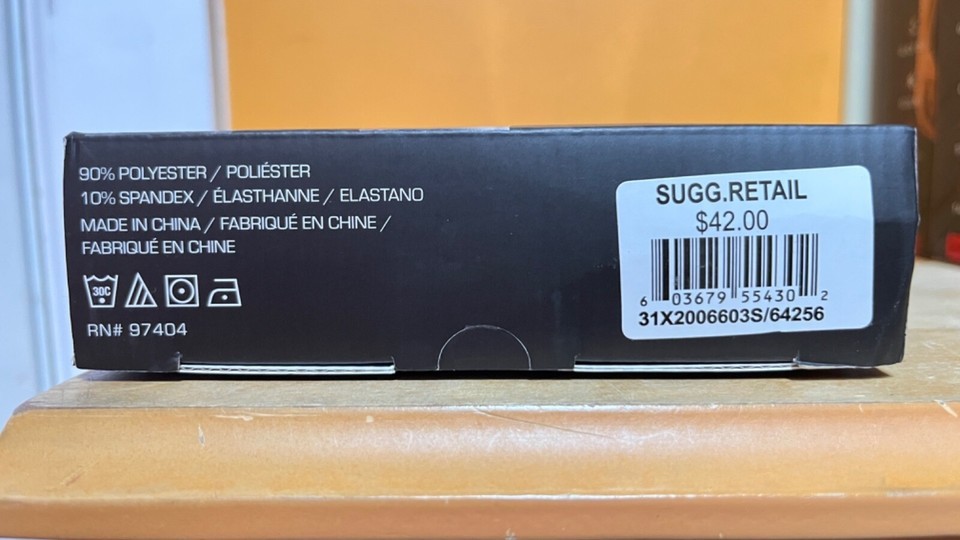 90% POLYESTER / POLIÉSTER
10% SPANDEX / ÉLASTHANNE / ELASTANO
MADE IN CHINA / FABRIQUÉ EN CHINE /
FABRIQUÉ EN CHINE
30C
RN# 97404
SUGG.RETAIL
$42.00
6 03679 55430 2
31X2006603S/64256